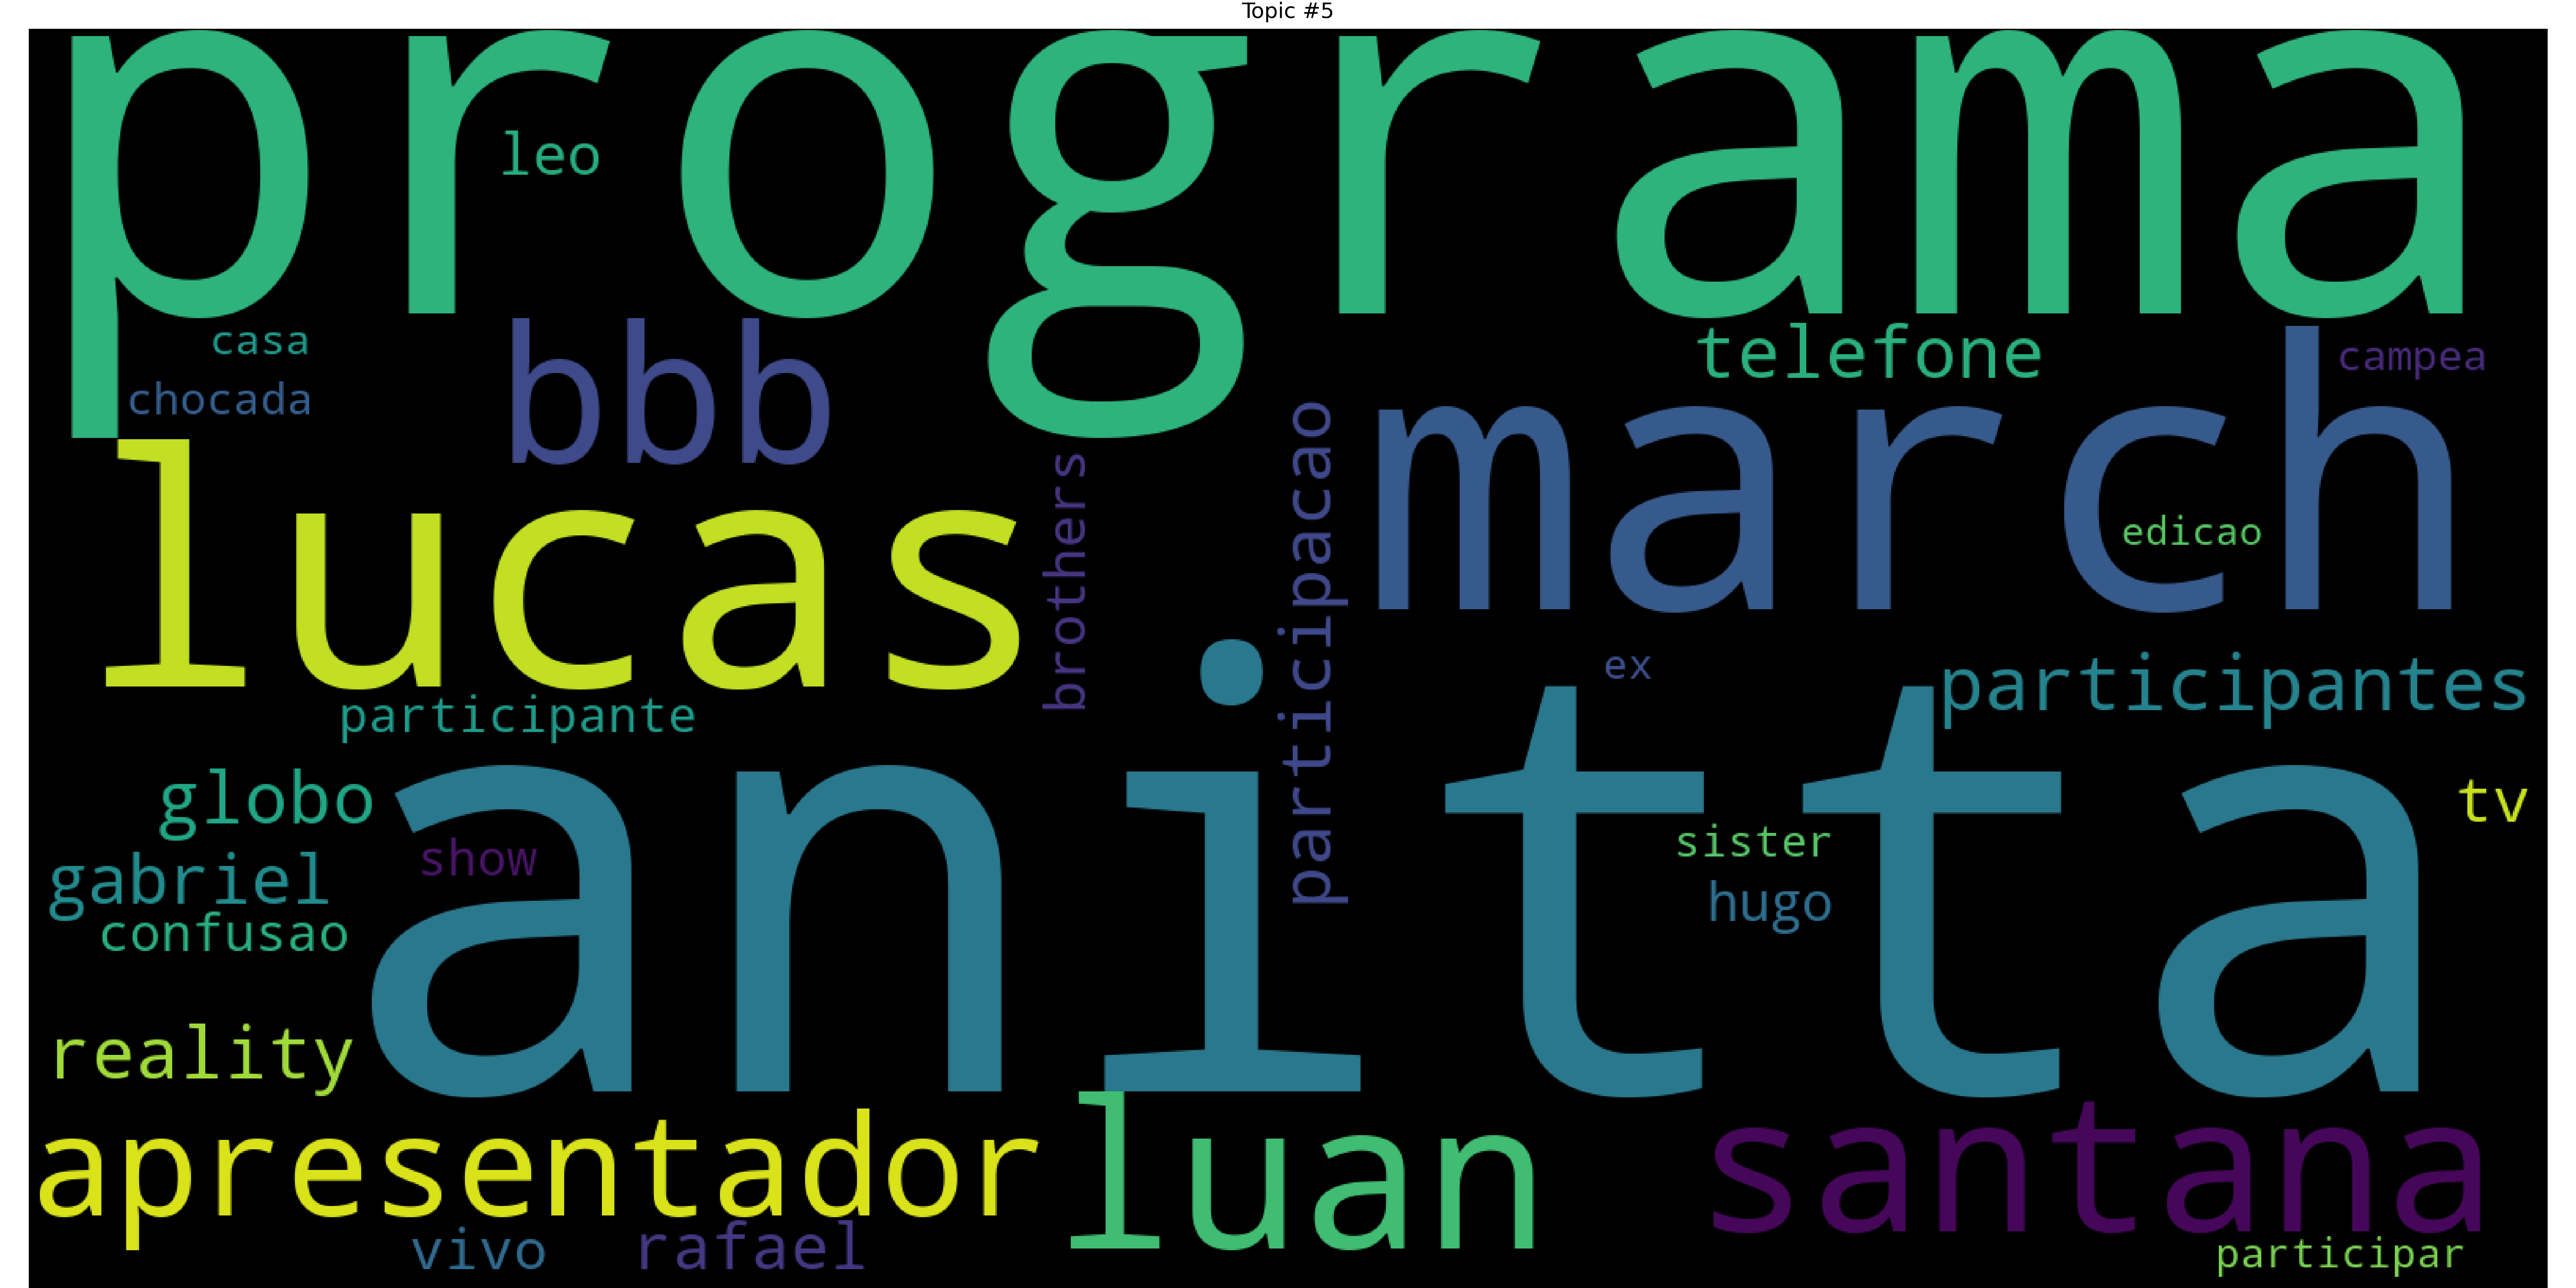 Topic #5
programa
leo
casa
bbb
telefone
campea
chocada
march
lucas
brothers
participacao
edicao
ex
participantes
participante
anitta
globo
tv
show
sister
gabriel
hugo
confusao
reality
apresentador
luan
santana
vivo
rafael
participar